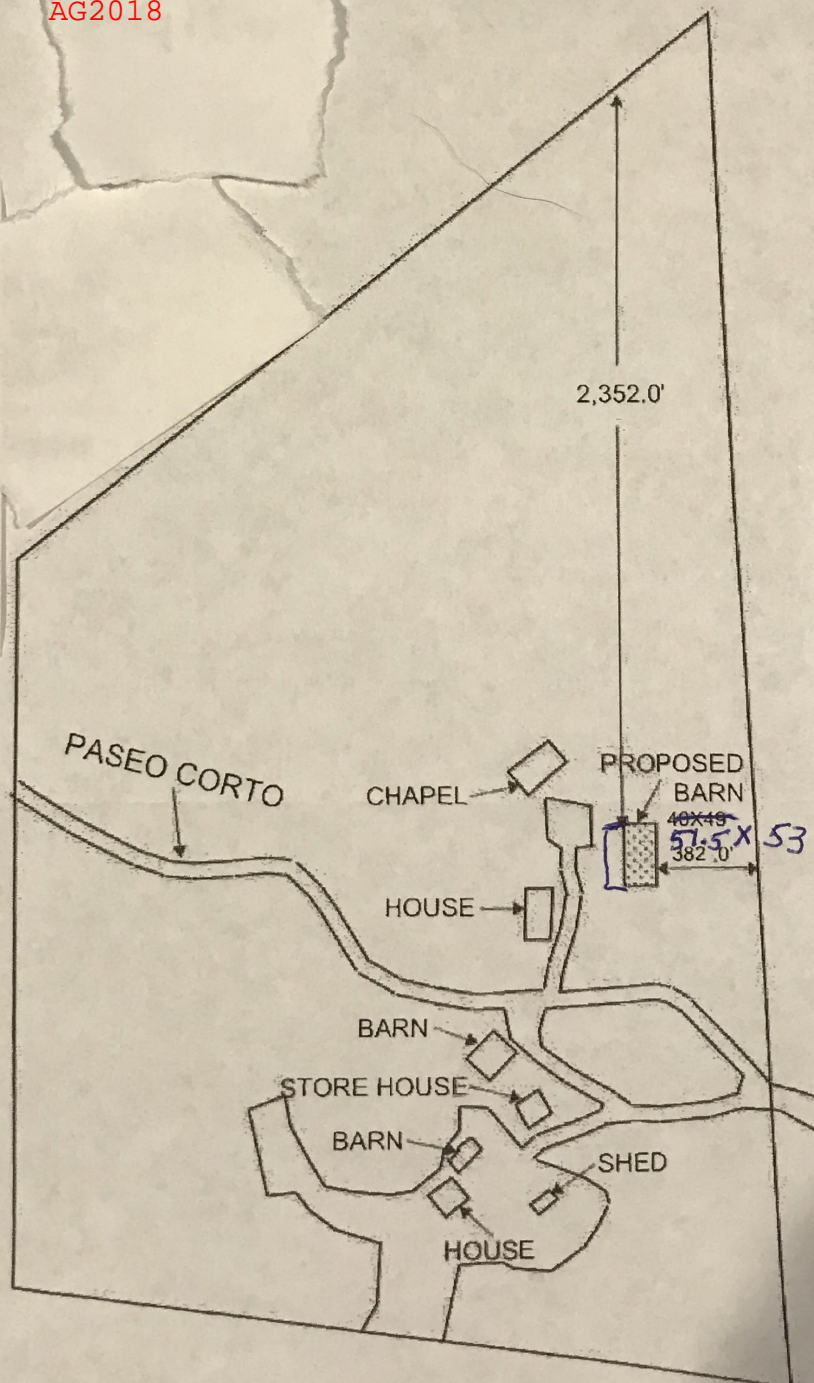 AG2018
2,352.0'
PASEO CORTO
CHAPEL
PROPOSED
BARN
40X49
57.5 X 53
382.0'
HOUSE
BARN
STORE HOUSE
BARN
SHED
HOUSE